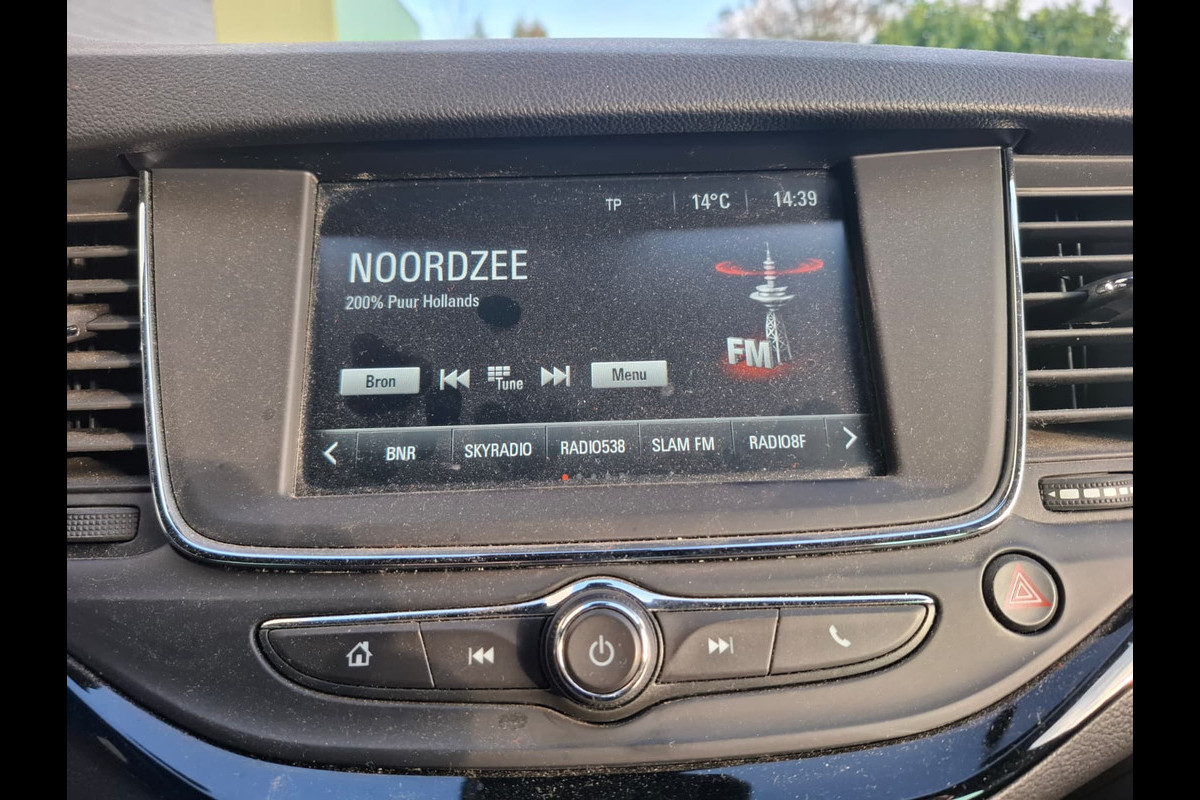 TP 14°C 14:39
NOORDZEE
200% Puur Hollands
FM
Bron Tune Menu
BNR SKYRADIO RADIO538 SLAM FM RADIO8F